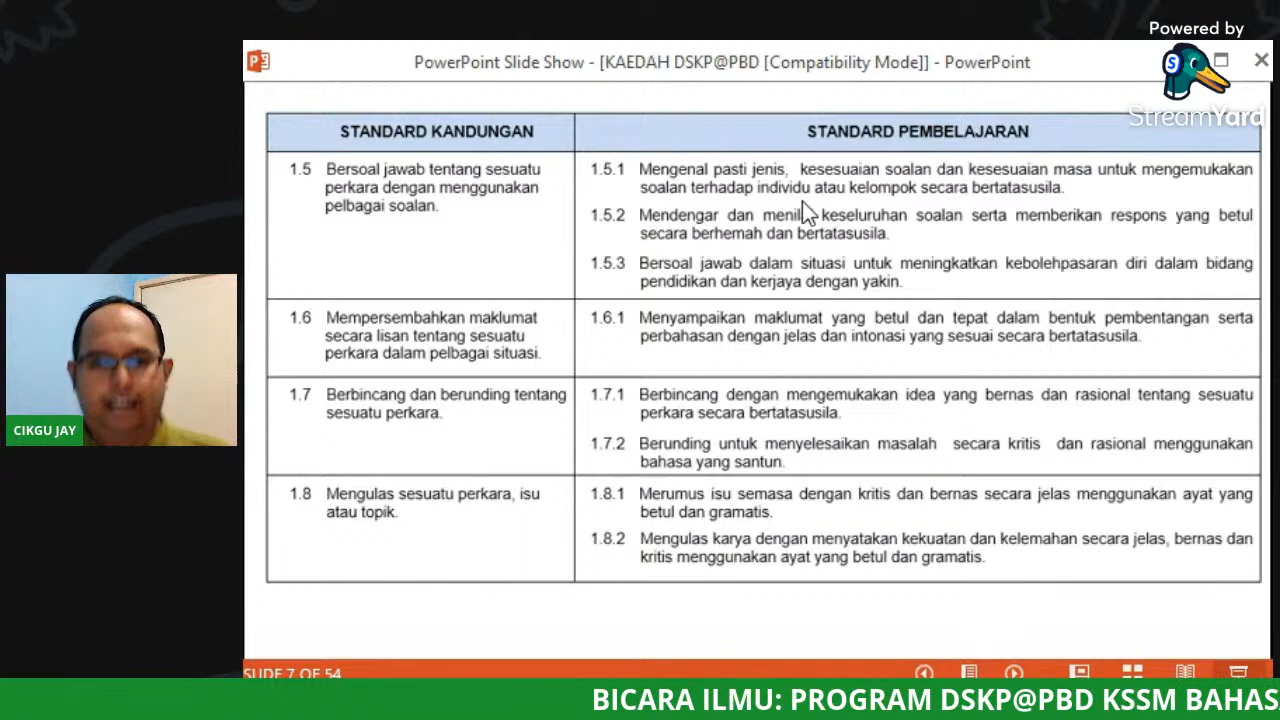 Powered by
StreamYard
PowerPoint Slide Show - [KAEDAH DSKP@PBD [Compatibility Mode]] - PowerPoint
STANDARD KANDUNGAN
STANDARD PEMBELAJARAN
1.5 Bersoal jawab tentang sesuatu
perkara dengan menggunakan
pelbagai soalan.
1.5.1 Mengenal pasti jenis, kesesuaian soalan dan kesesuaian masa untuk mengemukakan
soalan terhadap individu atau kelompok secara bertatasusila.
1.5.2 Mendengar dan menilai keseluruhan soalan serta memberikan respons yang betul
secara berhemah dan bertatasusila.
1.5.3 Bersoal jawab dalam situasi untuk meningkatkan kebolehpasaran diri dalam bidang
pendidikan dan kerjaya dengan yakin.
1.6 Mempersembahkan maklumat
secara lisan tentang sesuatu
perkara dalam pelbagai situasi.
1.6.1 Menyampaikan maklumat yang betul dan tepat dalam bentuk pembentangan serta
perbahasan dengan jelas dan intonasi yang sesuai secara bertatasusila.
1.7 Berbincang dan berunding tentang
sesuatu perkara.
1.7.1 Berbincang dengan mengemukakan idea yang bernas dan rasional tentang sesuatu
perkara secara bertatasusila.
1.7.2 Berunding untuk menyelesaikan masalah secara kritis dan rasional menggunakan
bahasa yang santun.
1.8 Mengulas sesuatu perkara, isu
atau topik.
1.8.1 Merumus isu semasa dengan kritis dan bernas secara jelas menggunakan ayat yang
betul dan gramatis.
1.8.2 Mengulas karya dengan menyatakan kekuatan dan kelemahan secara jelas, bernas dan
kritis menggunakan ayat yang betul dan gramatis.
CIKGU JAY
SLIDE 7 OF 54
BICARA ILMU: PROGRAM DSKP@PBD KSSM BAHAS